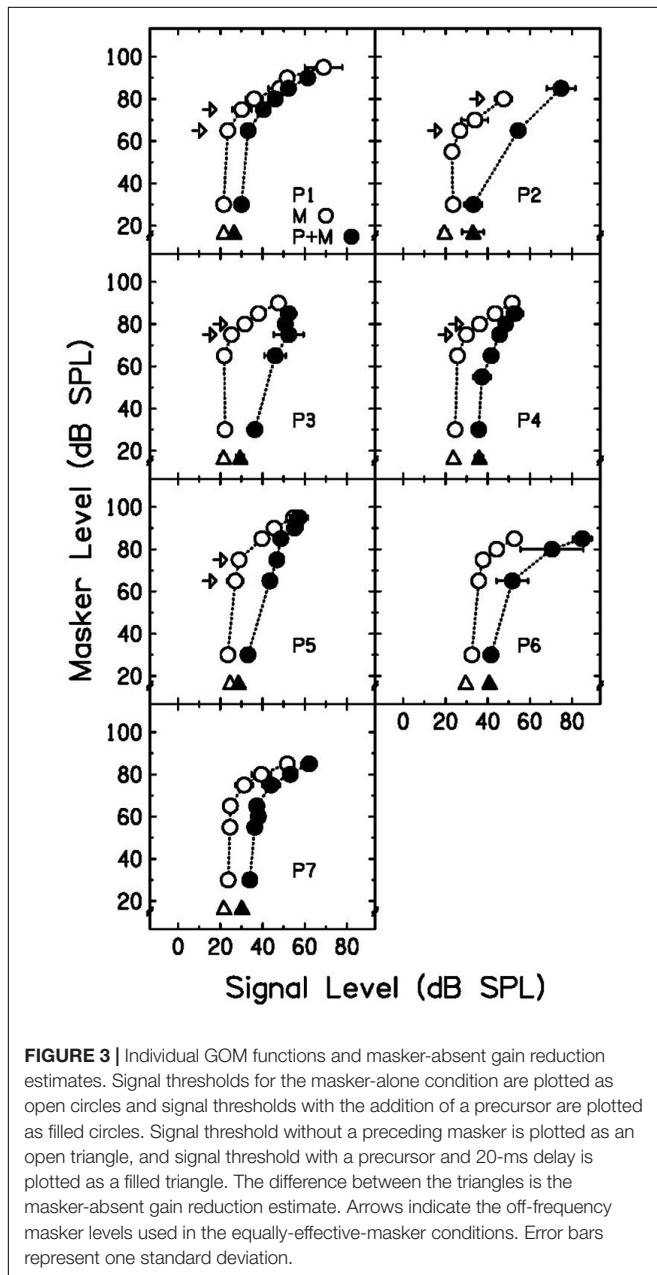 100
80
60
40
20
P1
M
P+M
P2
100
80
60
40
20
P3
P4
100
80
60
40
20
P5
P6
100
80
60
40
20
P7
0 20 40 60 80
0 20 40 60 80
Masker Level (dB SPL)
Signal Level (dB SPL)
FIGURE 3 | Individual GOM functions and masker-absent gain reduction
estimates. Signal thresholds for the masker-alone condition are plotted as
open circles and signal thresholds with the addition of a precursor are plotted
as filled circles. Signal threshold without a preceding masker is plotted as an
open triangle, and signal threshold with a precursor and 20-ms delay is
plotted as a filled triangle. The difference between the triangles is the
masker-absent gain reduction estimate. Arrows indicate the off-frequency
masker levels used in the equally-effective-masker conditions. Error bars
represent one standard deviation.